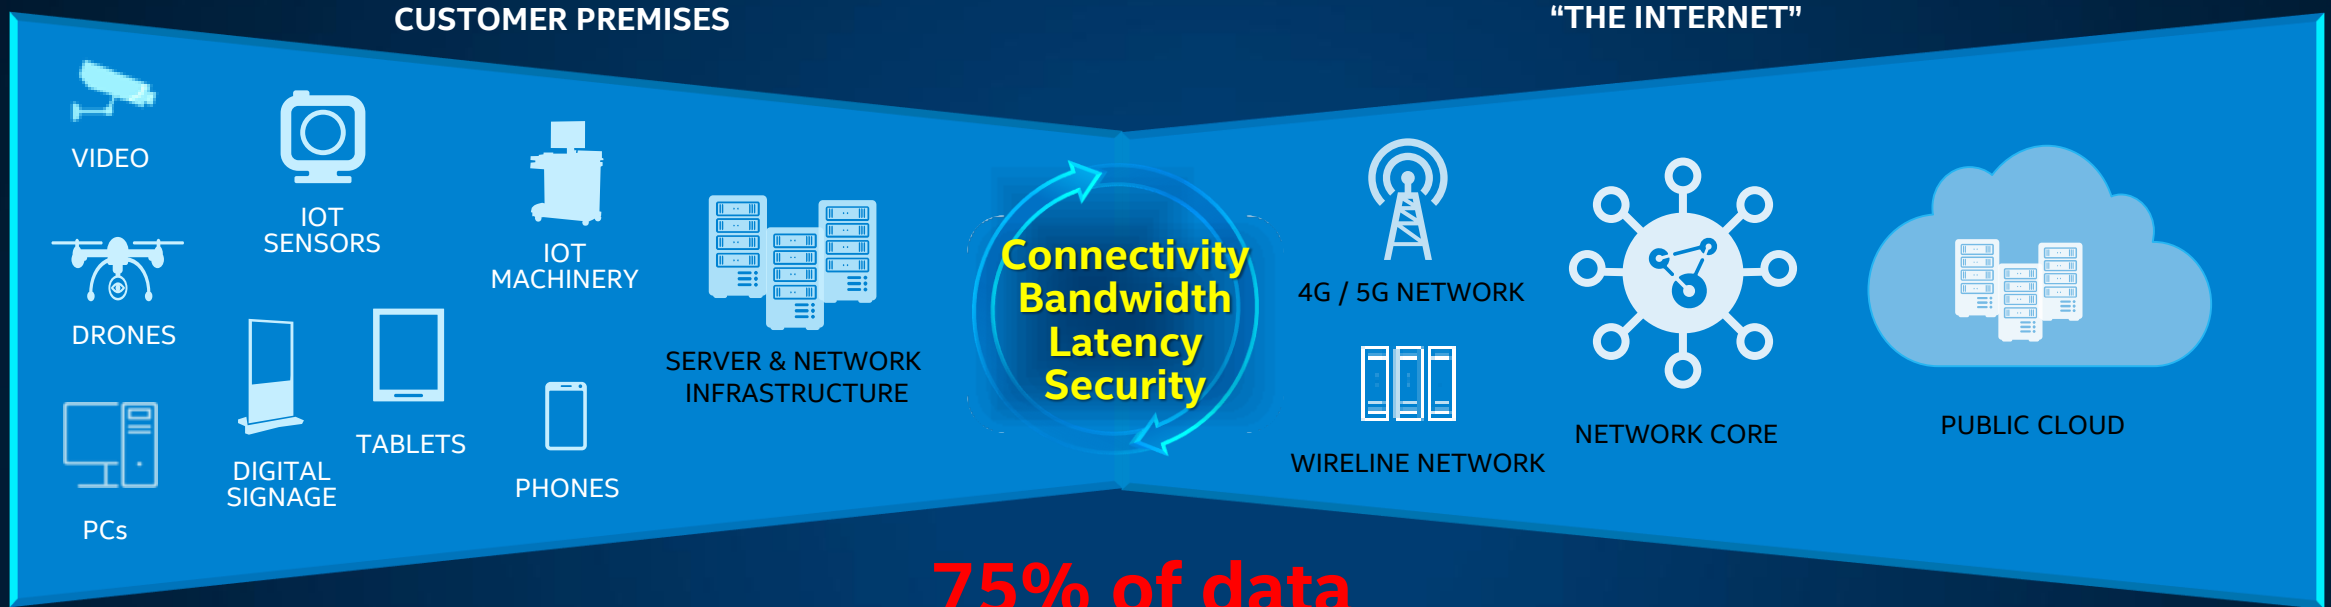 CUSTOMER PREMISES
“THE INTERNET”
VIDEO
IOT
SENSORS
IOT
MACHINERY
DRONES
DIGITAL
SIGNAGE
TABLETS
PHONES
PCs
SERVER & NETWORK
INFRASTRUCTURE
Connectivity
Bandwidth
Latency
Security
4G / 5G NETWORK
WIRELINE NETWORK
NETWORK CORE
PUBLIC CLOUD
75% of data